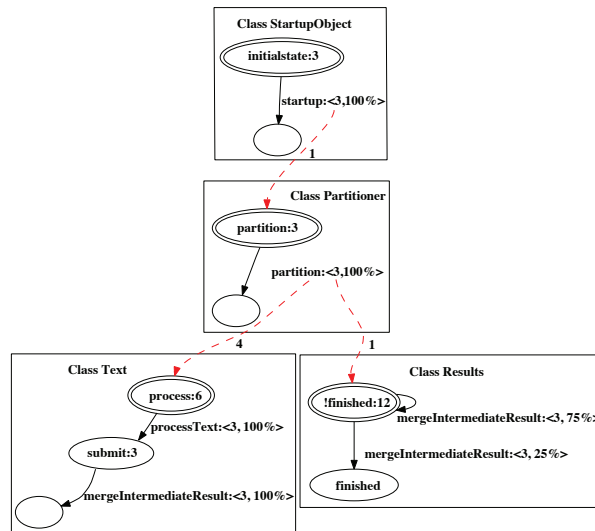 Class StartupObject
initialstate:3
startup:<3,100%>
1
Class Partitioner
partition:3
partition:<3,100%>
4
1
Class Text
process:6
processText:<3, 100%>
submit:3
mergeIntermediateResult:<3, 100%>
Class Results
!finished:12
mergeIntermediateResult:<3, 75%>
mergeIntermediateResult:<3, 25%>
finished